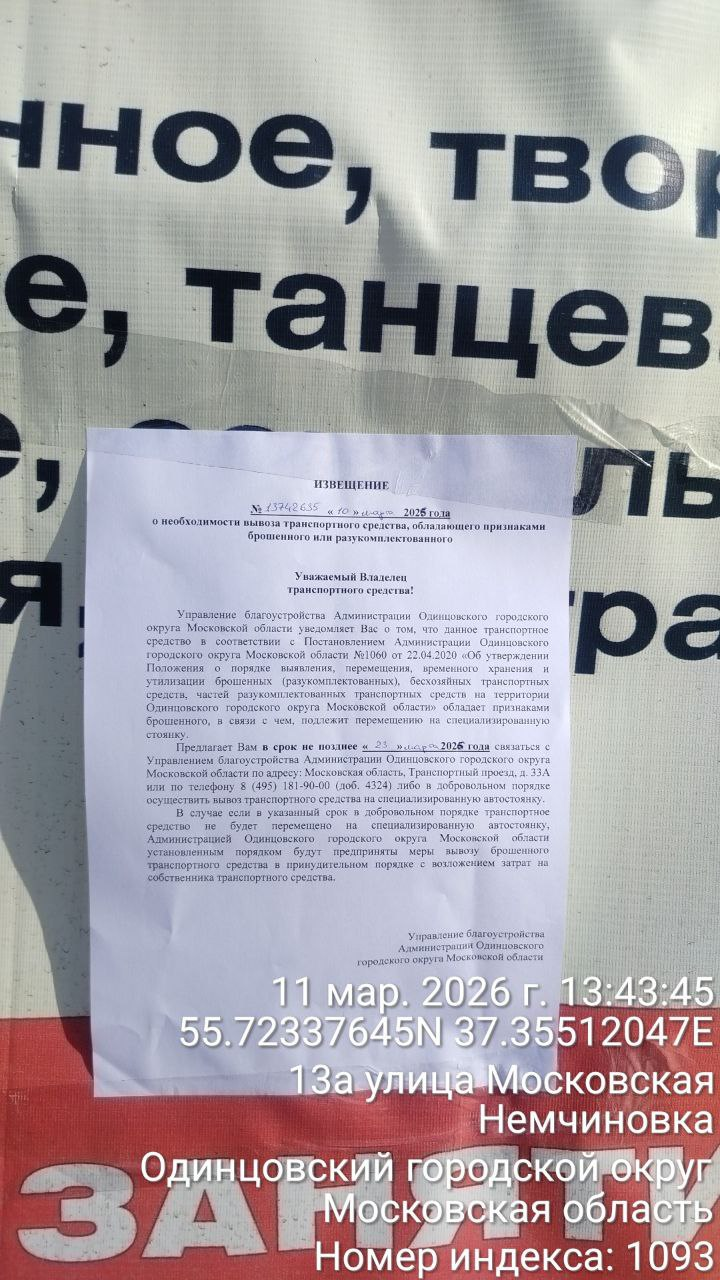 нное, твор
е, танцев
ль
я,
тра
ИЗВЕЩЕНИЕ
№ 13742635 « 10 » марта 2026 года
о необходимости вывоза транспортного средства, обладающего признаками
брошенного или разукомплектованного
Уважаемый Владелец
транспортного средства!
Управление благоустройства Администрации Одинцовского городского
округа Московской области уведомляет Вас о том, что данное транспортное
средство в соответствии с Постановлением Администрации Одинцовского
городского округа Московской области №1060 от 22.04.2020 «Об утверждении
Положения о порядке выявления, перемещения, временного хранения и
утилизации брошенных (разукомплектованных), бесхозяйных транспортных
средств, частей разукомплектованных транспортных средств на территории
Одинцовского городского округа Московской области» обладает признаками
брошенного, в связи с чем, подлежит перемещению на специализированную
стоянку.
Предлагает Вам в срок не позднее « 23 » марта 2026 года связаться с
Управлением благоустройства Администрации Одинцовского городского округа
Московской области по адресу: Московская область, Транспортный проезд, д. 33А
или по телефону 8 (495) 181-90-00 (доб. 4324) либо в добровольном порядке
осуществить вывоз транспортного средства на специализированную автостоянку.
В случае если в указанный срок в добровольном порядке транспортное
средство не будет перемещено на специализированную автостоянку,
Администрацией Одинцовского городского округа Московской области
установленным порядком будут предприняты меры вывозу брошенного
транспортного средства в принудительном порядке с возложением затрат на
собственника транспортного средства.
Управление благоустройства
Администрации Одинцовского
городского округа Московской области
11 мар. 2026 г. 13:43:45
55.72337645N 37.35512047E
13а улица Московская
Немчиновка
Одинцовский городской округ
Московская область
Номер индекса: 1093
ЗАНЯТИ